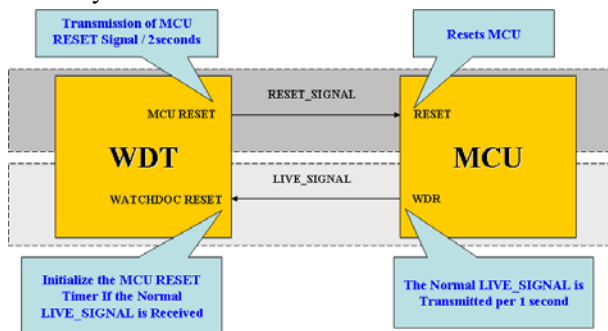 Transmission of MCU
RESET Signal / 2seconds
Resets MCU
RESET_SIGNAL
MCU RESET
RESET
WDT
MCU
LIVE_SIGNAL
WATCHDOC RESET
WDR
Initialize the MCU RESET
Timer If the Normal
LIVE_SIGNAL is Received
The Normal LIVE_SIGNAL is
Transmitted per 1 second